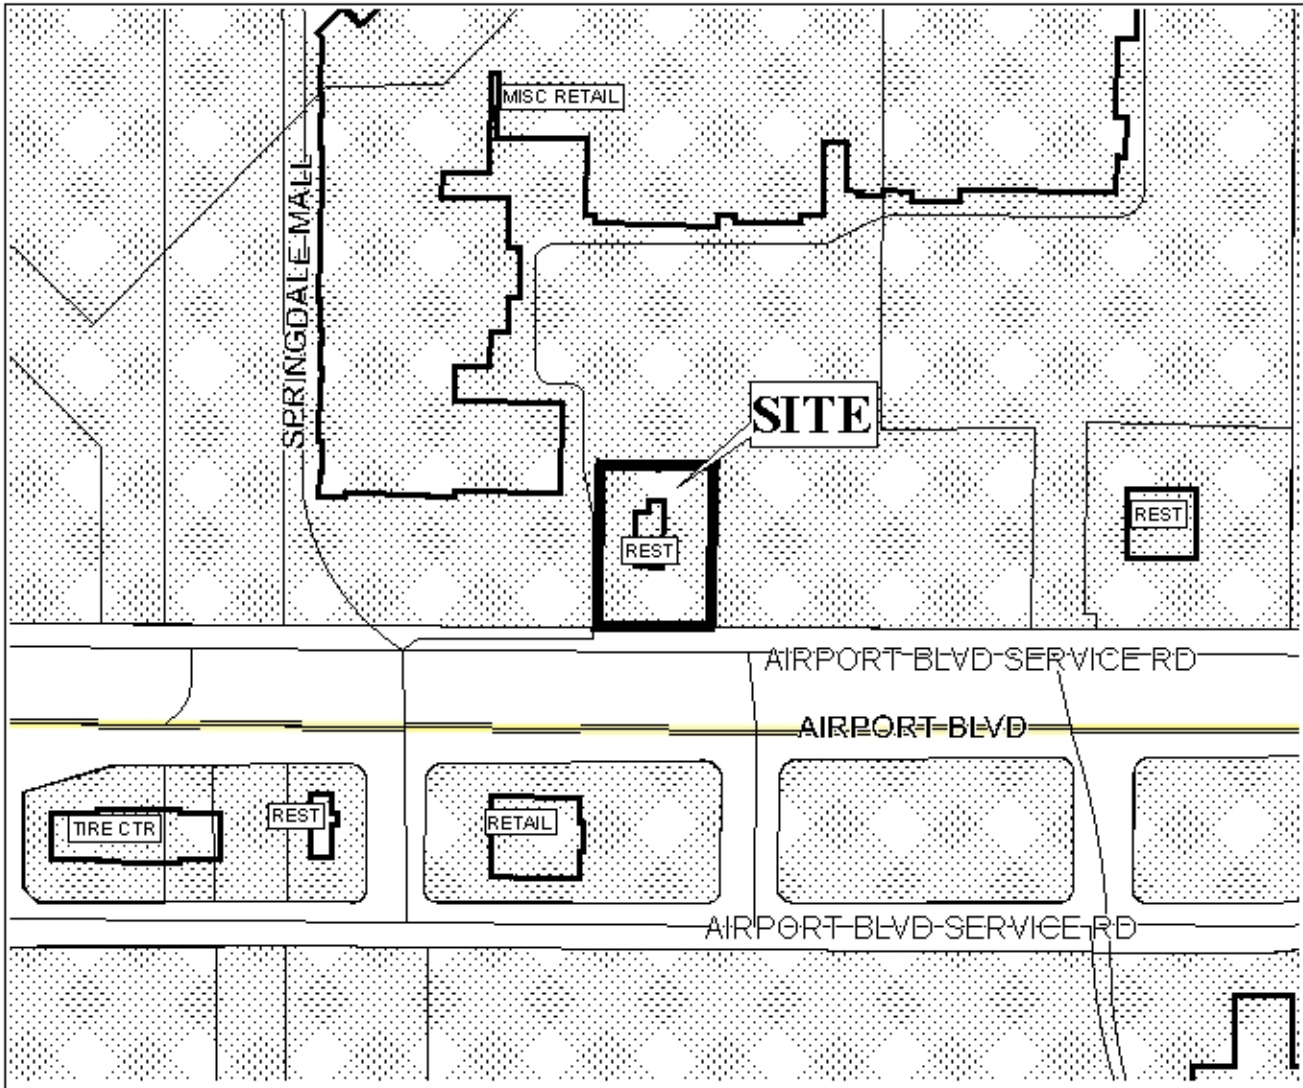 MISC RETAIL
SPRINGDALE MALL
SITE
REST
REST
AIRPORT BLVD SERVICE RD
AIRPORT BLVD
TIRE CTR
REST
RETAIL
AIRPORT BLVD SERVICE RD